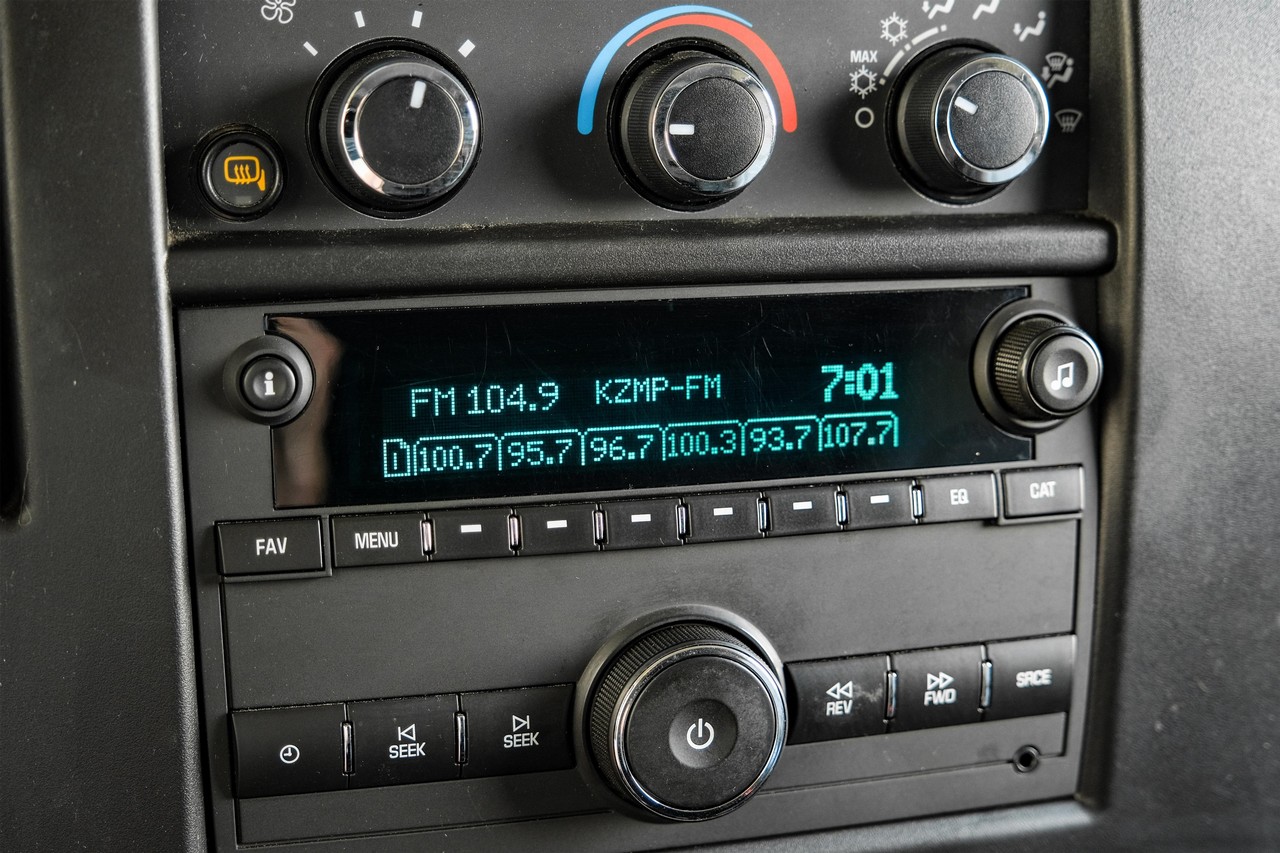 MAX
i
FM 104.9 KZMP-FM 7:01
1 100.7 95.7 96.7 100.3 93.7 107.7
FAV MENU EQ CAT
SEEK SEEK REV FWD SRCE